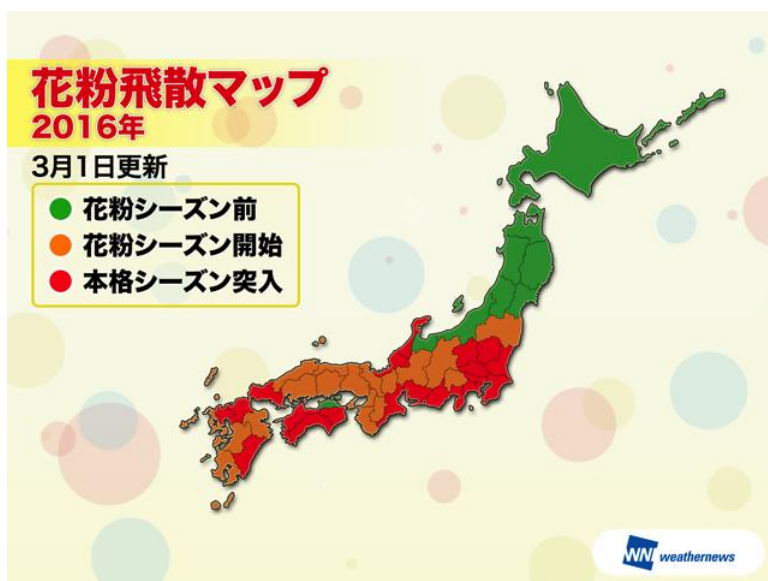 花粉飛散マップ
2016年
3月1日更新
花粉シーズン前
花粉シーズン開始
本格シーズン突入
WNI weathernews